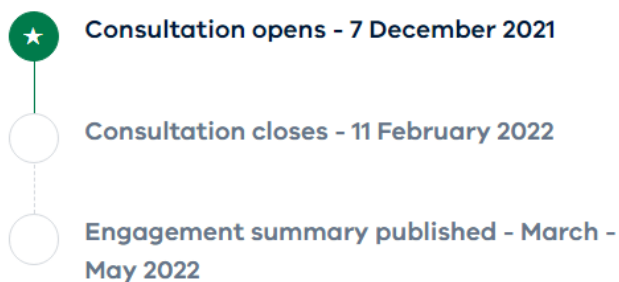 Consultation opens - 7 December 2021
Consultation closes - 11 February 2022
Engagement summary published - March -
May 2022